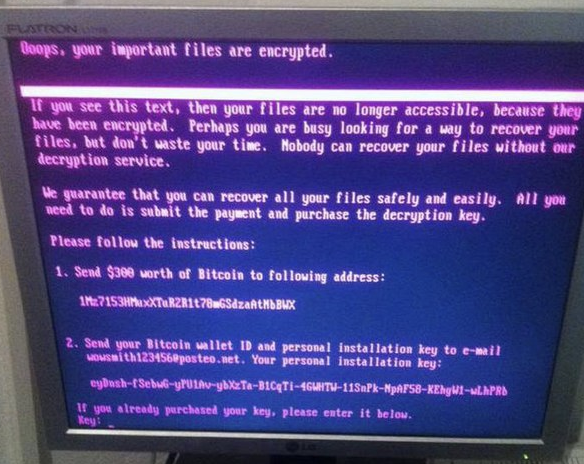 FLATRON
Ooops, your important files are encrypted.
If you see this text, then your files are no longer accessible, because they
have been encrypted. Perhaps you are busy looking for a way to recover your
files, but don't waste your time. Nobody can recover your files without our
decryption service.
We guarantee that you can recover all your files safely and easily. All you
need to do is submit the payment and purchase the decryption key.
Please follow the instructions:
1. Send $300 worth of Bitcoin to following address:
1Mz7153HMuxXTuR2R1t78mGSdzaAtNbBWX
2. Send your Bitcoin wallet ID and personal installation key to e-mail
wowsmith123456@posteo.net. Your personal installation key:
eyDnsh-fSebwG-yPU1Av-ybXzTa-B1CqTi-4GWHTW-11SnPk-MpAF58-KEhyW1-wLhPRb
If you already purchased your key, please enter it below.
Key: _
LG